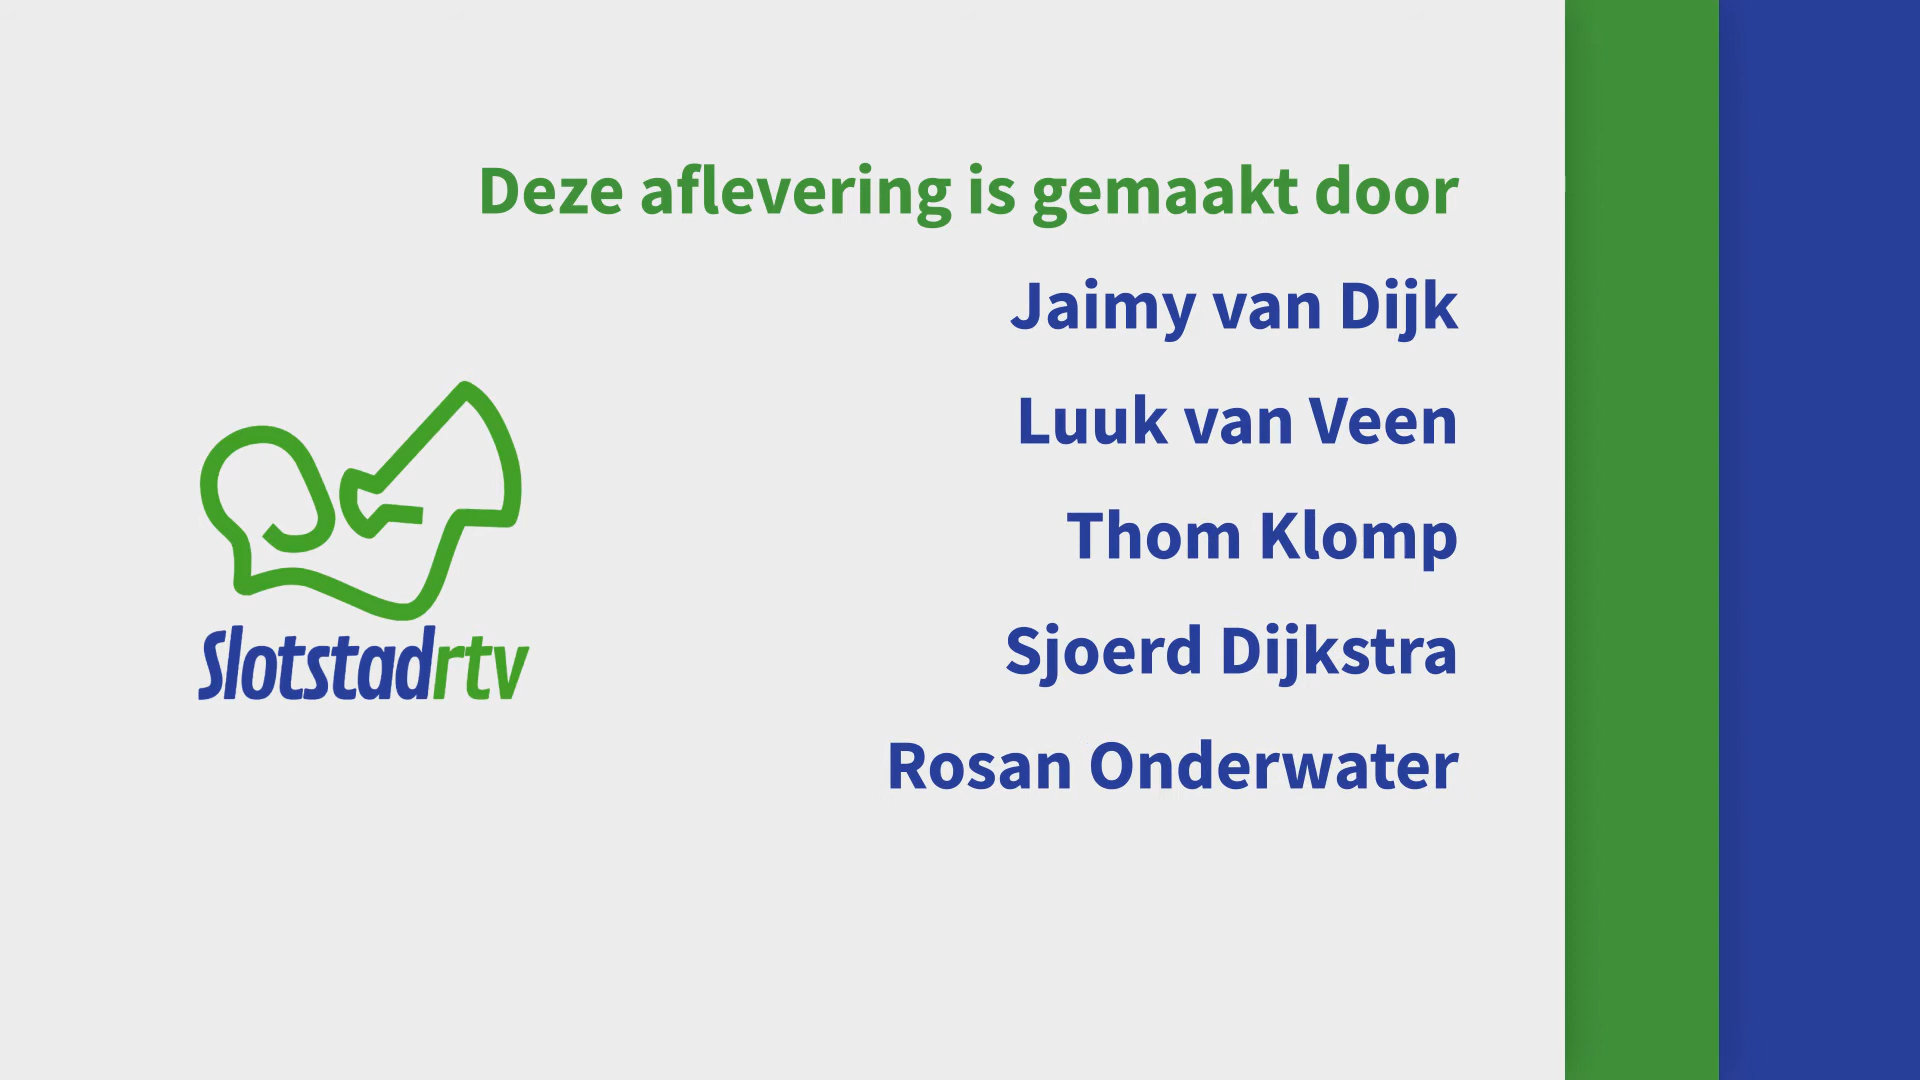 Deze aflevering is gemaakt door
Jaimy van Dijk
Luuk van Veen
Thom Klomp
Sjoerd Dijkstra
Rosan Onderwater
Slotstadrtv